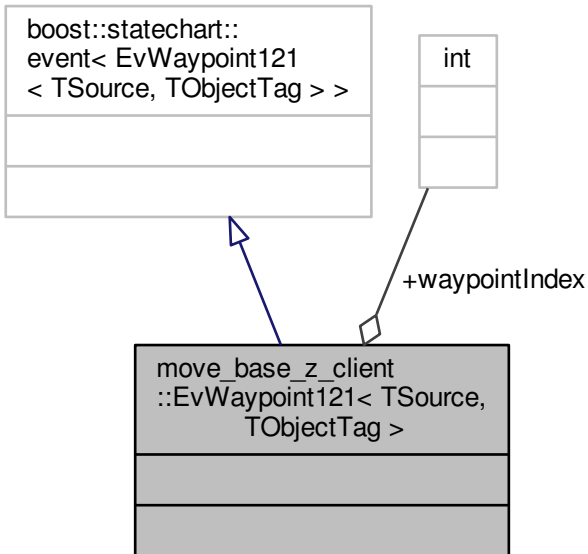 boost::statechart::
event< EvWaypoint121
< TSource, TObjectTag > >
int
+waypointIndex
move_base_z_client
::EvWaypoint121< TSource,
TObjectTag >